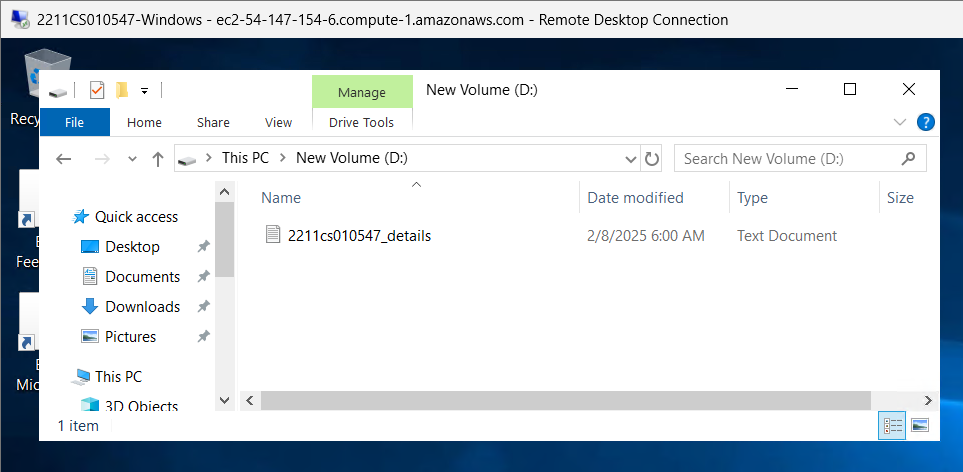 2211CS010547-Windows - ec2-54-147-154-6.compute-1.amazonaws.com - Remote Desktop Connection
Manage
New Volume (D:)
File
Home
Share
View
Drive Tools
?
This PC
New Volume (D:)
Search New Volume (D:)
Name
Date modified
Type
Size
2211cs010547_details
2/8/2025 6:00 AM
Text Document
Quick access
Desktop
Documents
Downloads
Pictures
This PC
3D Objects
1 item
Recy
Fee
Mic